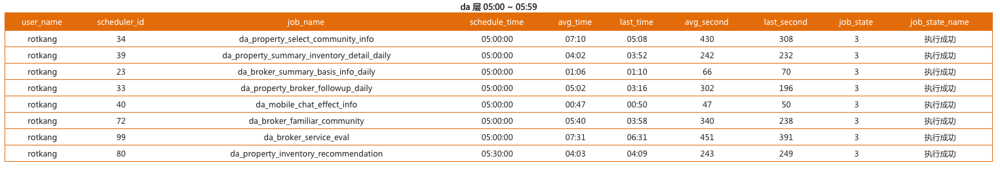 da 层 05:00 ~ 05:59
user_name scheduler_id job_name schedule_time avg_time last_time avg_second last_second job_state job_state_name
rotkang 34 da_property_select_community_info 05:00:00 07:10 05:08 430 308 3 执行成功
rotkang 39 da_property_summary_inventory_detail_daily 05:00:00 04:02 03:52 242 232 3 执行成功
rotkang 23 da_broker_summary_basis_info_daily 05:00:00 01:06 01:10 66 70 3 执行成功
rotkang 33 da_property_broker_followup_daily 05:00:00 05:02 03:16 302 196 3 执行成功
rotkang 40 da_mobile_chat_effect_info 05:00:00 00:47 00:50 47 50 3 执行成功
rotkang 72 da_broker_familiar_community 05:00:00 05:40 03:58 340 238 3 执行成功
rotkang 99 da_broker_service_eval 05:00:00 07:31 06:31 451 391 3 执行成功
rotkang 80 da_property_inventory_recommendation 05:30:00 04:03 04:09 243 249 3 执行成功